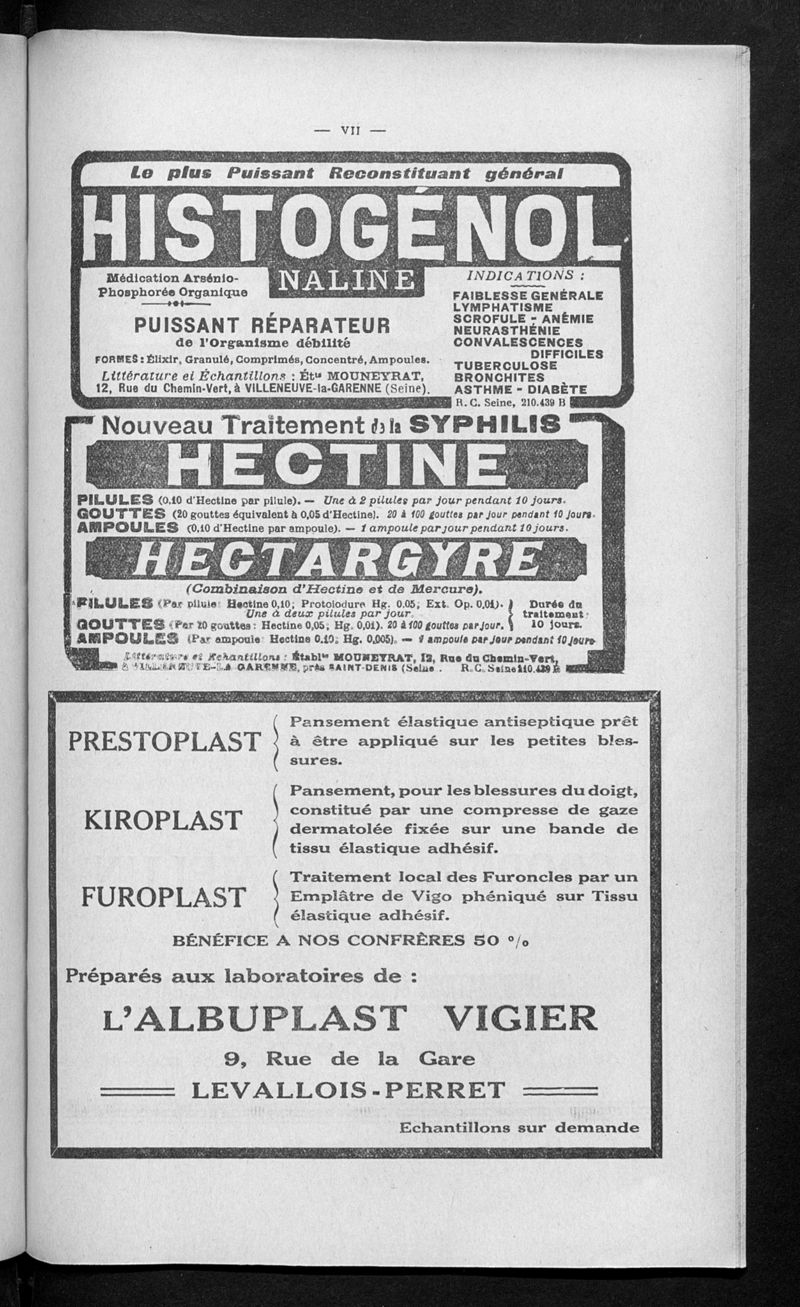 — VII —
Le plus Puissant Reconstituant général
HISTOGÉNOL
NALINE
Médication Arsénio-
Phosphorée Organique
PUISSANT RÉPARATEUR
de l'Organisme débilité
FORMES : Élixir, Granulé, Comprimés, Concentré, Ampoules.
Littérature et Échantillons : Éts MOUNEYRAT,
12, Rue du Chemin-Vert, à VILLENEUVE-la-GARENNE (Seine).
INDICATIONS :
FAIBLESSE GÉNÉRALE
LYMPHATISME
SCROFULE - ANÉMIE
NEURASTHÉNIE
CONVALESCENCES
DIFFICILES
TUBERCULOSE
BRONCHITES
ASTHME - DIABÈTE
R. C. Seine, 210.439 B
Nouveau Traitement de la SYPHILIS
HECTINE
PILULES (0,10 d'Hectine par pilule). — Une à 2 pilules par jour pendant 10 jours.
GOUTTES (20 gouttes équivalent à 0,05 d'Hectine). 20 à 100 gouttes par jour pendant 10 jours.
AMPOULES (0,10 d'Hectine par ampoule). — 1 ampoule par jour pendant 10 jours.
HECTARGYRE
(Combinaison d'Hectine et de Mercure).
PILULES (Par pilule: Hectine 0,10; Protoiodure Hg. 0,05; Ext. Op. 0,01).
Une à deux pilules par jour.
GOUTTES (Par 20 gouttes: Hectine 0,05; Hg. 0,01). 20 à 100 gouttes par jour.
Durée du
traitement
10 jours.
AMPOULES (Par ampoule: Hectine 0,10; Hg. 0,005). — 1 ampoule par jour pendant 10 jours.
Littérature et Echantillons : Établts MOUNEYRAT, 12, Rue du Chemin-Vert,
à VILLENEUVE-LA GARENNE, près SAINT-DENIS (Seine). R. C. Seine 210.439 B
PRESTOPLAST
Pansement élastique antiseptique prêt
à être appliqué sur les petites bles-
sures.
KIROPLAST
Pansement, pour les blessures du doigt,
constitué par une compresse de gaze
dermatolée fixée sur une bande de
tissu élastique adhésif.
FUROPLAST
Traitement local des Furoncles par un
Emplâtre de Vigo phéniqué sur Tissu
élastique adhésif.
BÉNÉFICE A NOS CONFRÈRES 50 %
Préparés aux laboratoires de :
L'ALBUPLAST VIGIER
9, Rue de la Gare
LEVALLOIS-PERRET
Echantillons sur demande